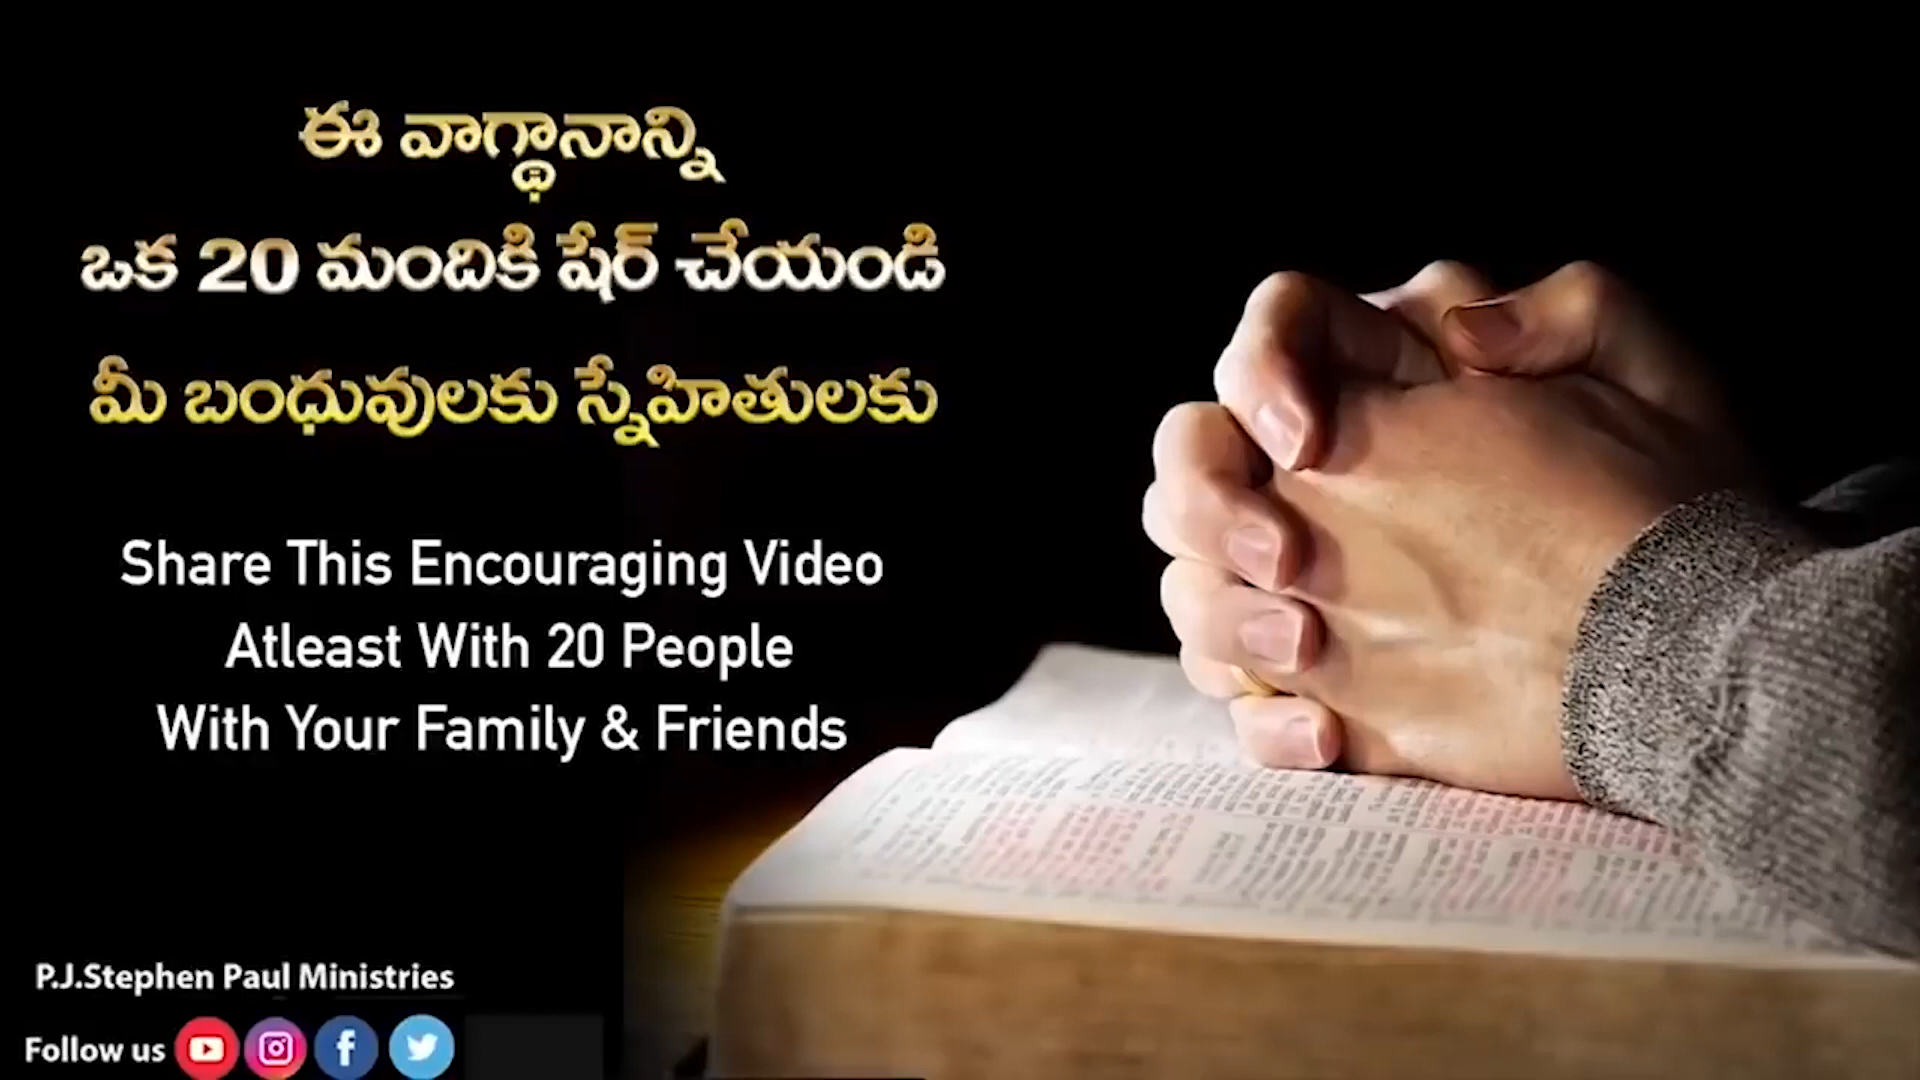 ఈ వాగ్ధానాన్ని
ఒక 20 మందికి షేర్ చేయండి
మీ బంధువులకు స్నేహితులకు
Share This Encouraging Video
Atleast With 20 People
With Your Family & Friends
P.J.Stephen Paul Ministries
Follow us